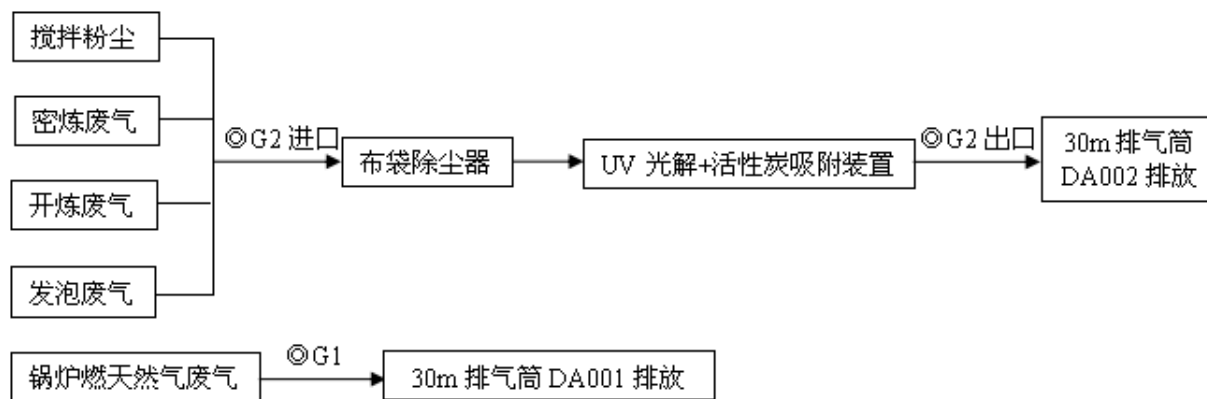 搅拌粉尘
密炼废气
开炼废气
发泡废气
◎G2 进口
布袋除尘器
UV 光解+活性炭吸附装置
◎G2 出口
30m 排气筒
DA002 排放
锅炉燃天然气废气
◎G1
30m 排气筒 DA001 排放